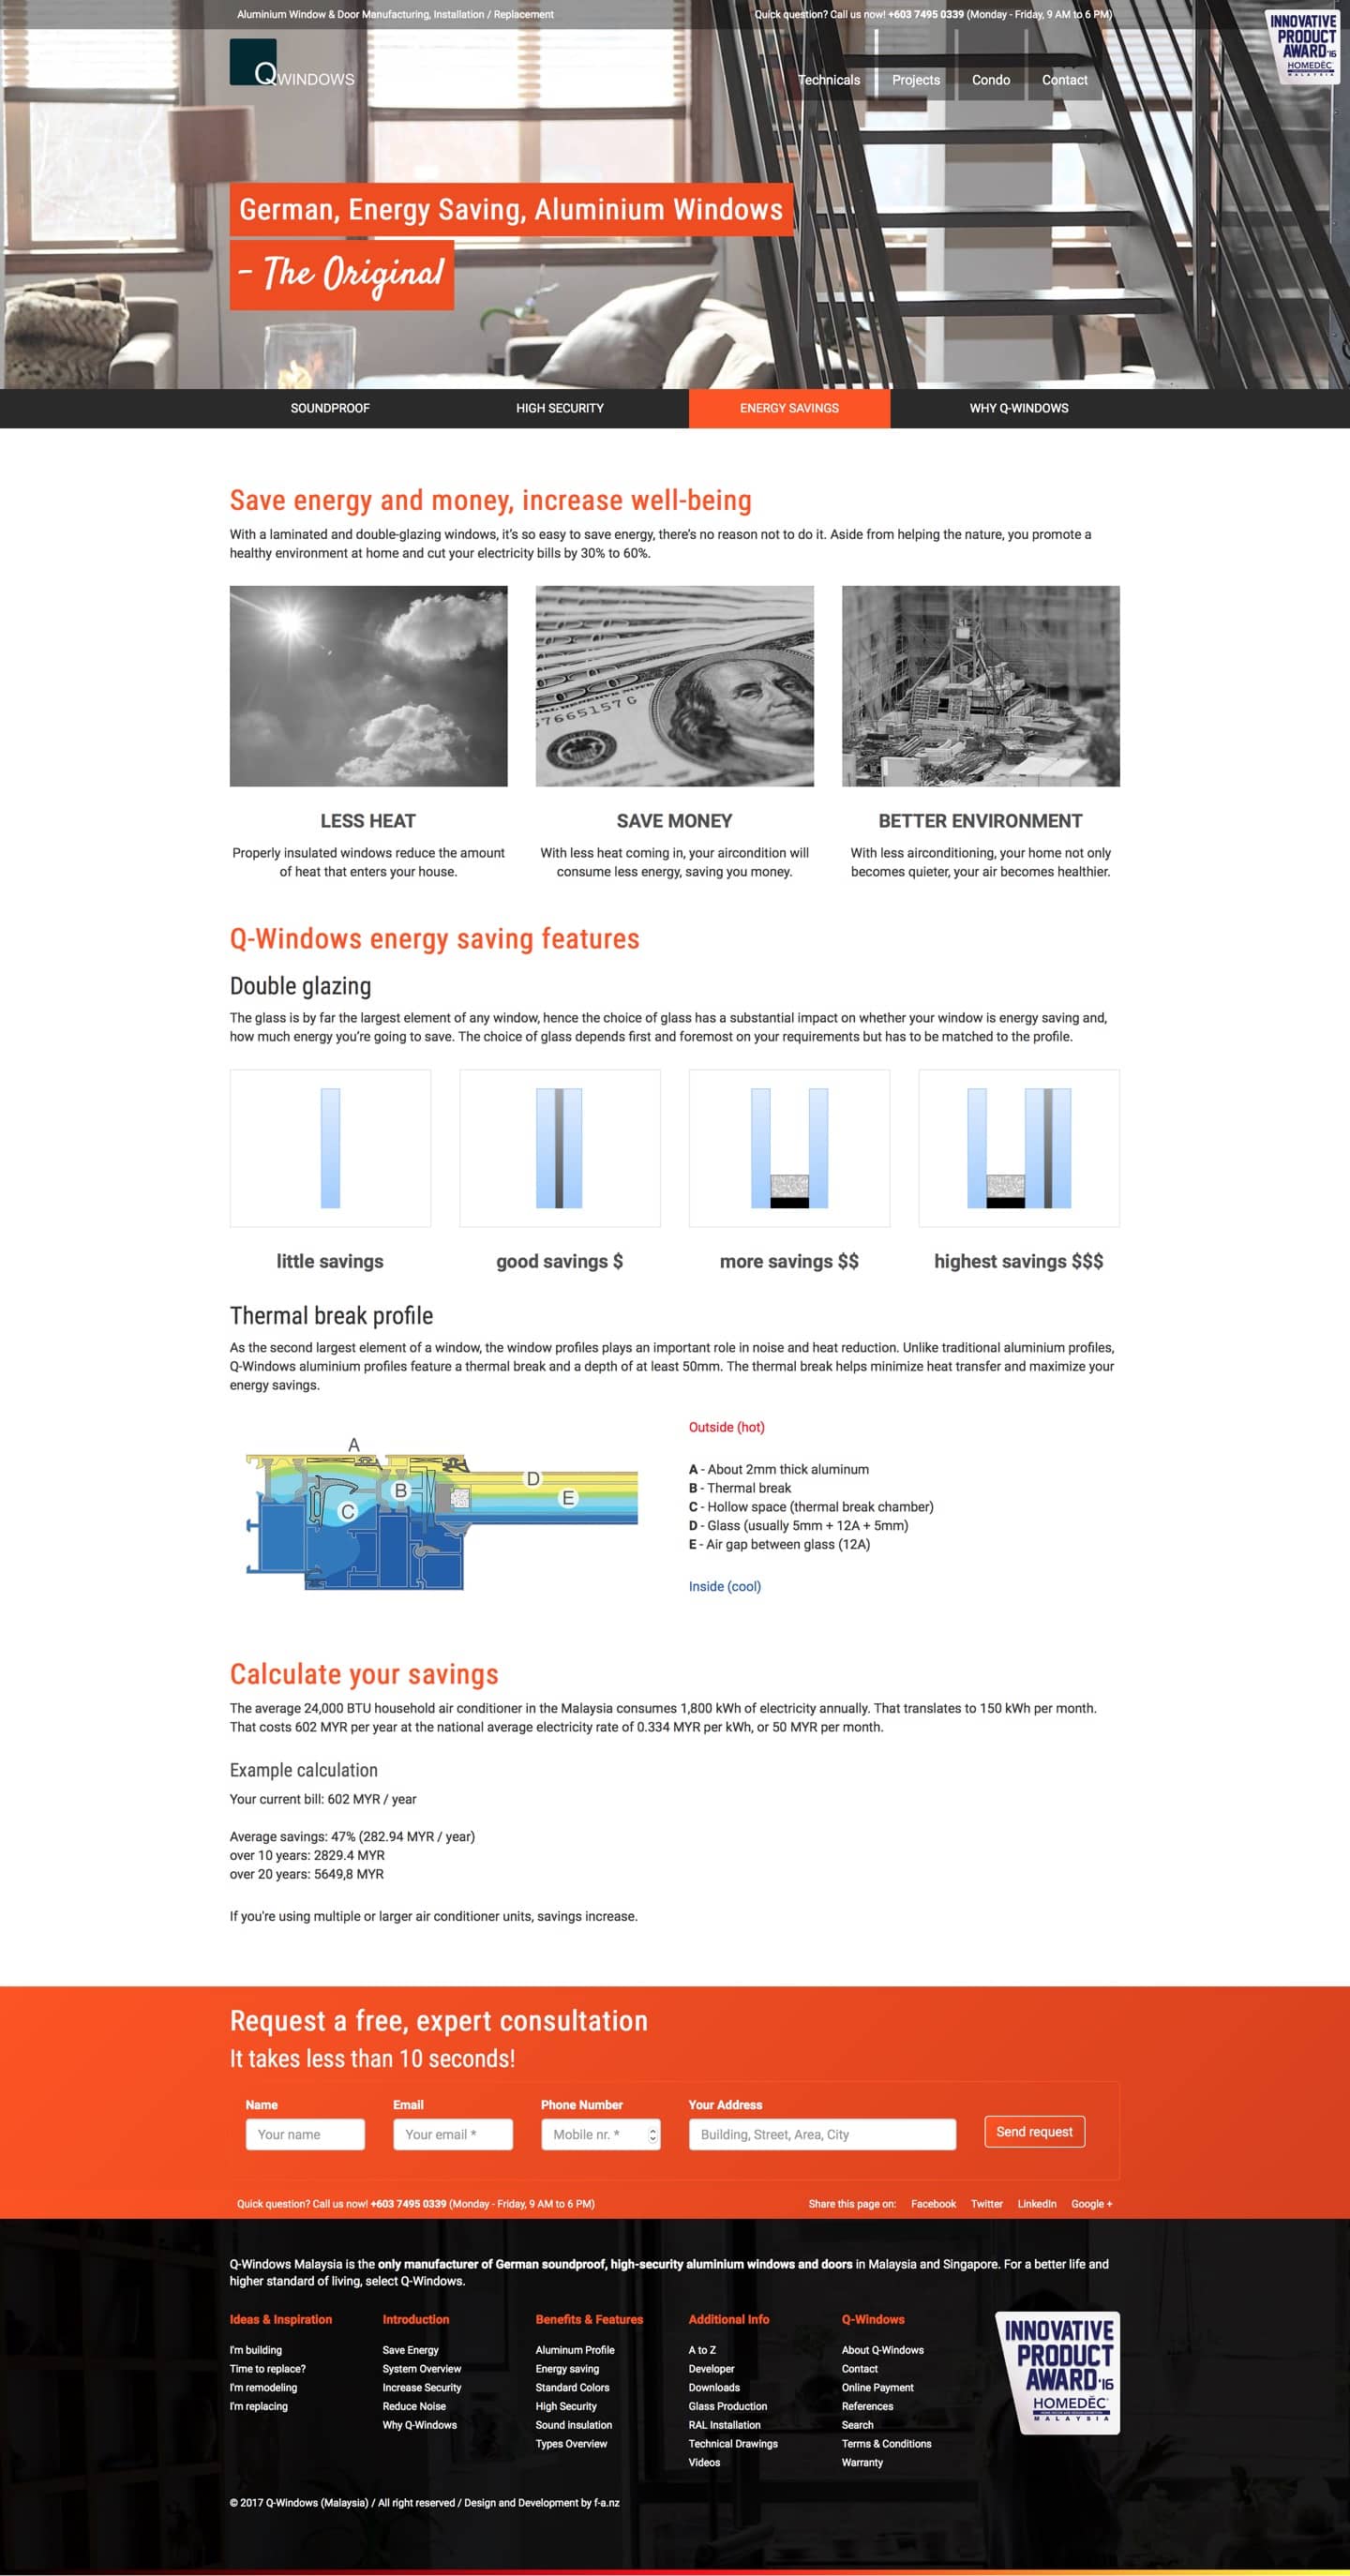 Aluminium Window & Door Manufacturing, Installation / Replacement
Quick question? Call us now! +603 7495 0339 (Monday - Friday, 9 AM to 6 PM)
INNOVATIVE
PRODUCT
AWARD '16
HOMEDEC
MALAYSIA
QWINDOWS
Technicals
Projects
Condo
Contact
German, Energy Saving, Aluminium Windows
- The Original
SOUNDPROOF
HIGH SECURITY
ENERGY SAVINGS
WHY Q-WINDOWS
Save energy and money, increase well-being
With a laminated and double-glazing windows, it's so easy to save energy, there's no reason not to do it. Aside from helping the nature, you promote a
healthy environment at home and cut your electricity bills by 30% to 60%.
7665157 G
LESS HEAT
Properly insulated windows reduce the amount
of heat that enters your house.
SAVE MONEY
With less heat coming in, your aircondition will
consume less energy, saving you money.
BETTER ENVIRONMENT
With less airconditioning, your home not only
becomes quieter, your air becomes healthier.
Q-Windows energy saving features
Double glazing
The glass is by far the largest element of any window, hence the choice of glass has a substantial impact on whether your window is energy saving and,
how much energy you're going to save. The choice of glass depends first and foremost on your requirements but has to be matched to the profile.
little savings
good savings $
more savings $$
highest savings $$$
Thermal break profile
As the second largest element of a window, the window profiles plays an important role in noise and heat reduction. Unlike traditional aluminium profiles,
Q-Windows aluminium profiles feature a thermal break and a depth of at least 50mm. The thermal break helps minimize heat transfer and maximize your
energy savings.
A
B
C
D
E
Outside (hot)
A - About 2mm thick aluminum
B - Thermal break
C - Hollow space (thermal break chamber)
D - Glass (usually 5mm + 12A + 5mm)
E - Air gap between glass (12A)
Inside (cool)
Calculate your savings
The average 24,000 BTU household air conditioner in the Malaysia consumes 1,800 kWh of electricity annually. That translates to 150 kWh per month.
That costs 602 MYR per year at the national average electricity rate of 0.334 MYR per kWh, or 50 MYR per month.
Example calculation
Your current bill: 602 MYR / year
Average savings: 47% (282.94 MYR / year)
over 10 years: 2829.4 MYR
over 20 years: 5649,8 MYR
If you're using multiple or larger air conditioner units, savings increase.
Request a free, expert consultation
It takes less than 10 seconds!
Name
Email
Phone Number
Your Address
Your name
Your email *
Mobile nr. *
Building, Street, Area, City
Send request
Quick question? Call us now! +603 7495 0339 (Monday - Friday, 9 AM to 6 PM)
Share this page on: Facebook Twitter LinkedIn Google +
Q-Windows Malaysia is the only manufacturer of German soundproof, high-security aluminium windows and doors in Malaysia and Singapore. For a better life and
higher standard of living, select Q-Windows.
Ideas & Inspiration
I'm building
Time to replace?
I'm remodeling
I'm replacing
Introduction
Save Energy
System Overview
Increase Security
Reduce Noise
Why Q-Windows
Benefits & Features
Aluminum Profile
Energy saving
Standard Colors
High Security
Sound insulation
Types Overview
Additional Info
A to Z
Developer
Downloads
Glass Production
RAL Installation
Technical Drawings
Videos
Q-Windows
About Q-Windows
Contact
Online Payment
References
Search
Terms & Conditions
Warranty
INNOVATIVE
PRODUCT
AWARD '16
HOMEDEC
MALAYSIA
© 2017 Q-Windows (Malaysia) / All right reserved / Design and Development by f-a.nz